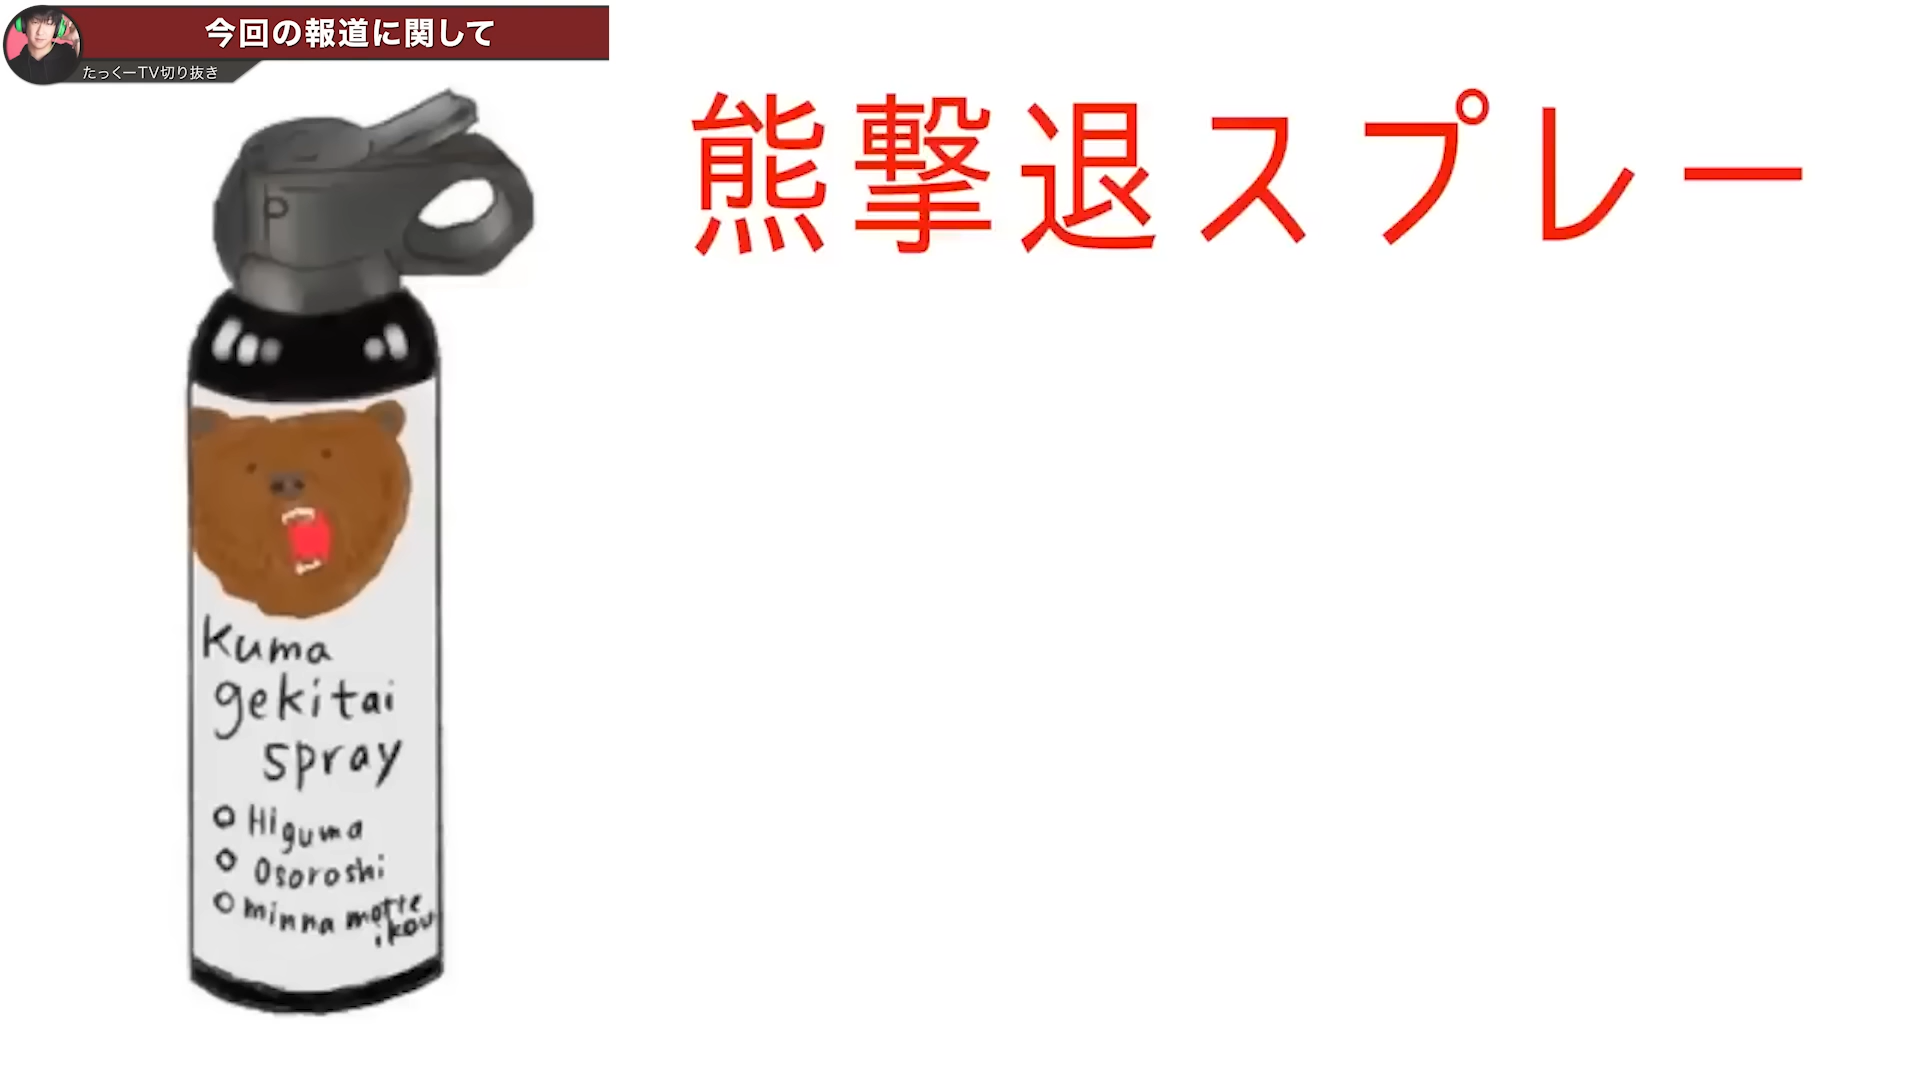 今回の報道に関して
たっくーTV切り抜き
熊撃退スプレー
P
Kuma
gekitai
spray
Higuma
Osoroshi
minna motte
ikou